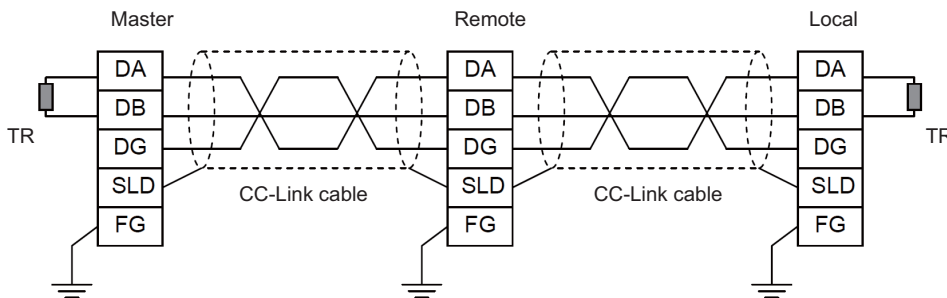 Master Remote Local
DA DA DA
DB DB DB
TR TR
DG DG DG
SLD SLD SLD
CC-Link cable CC-Link cable
FG FG FG